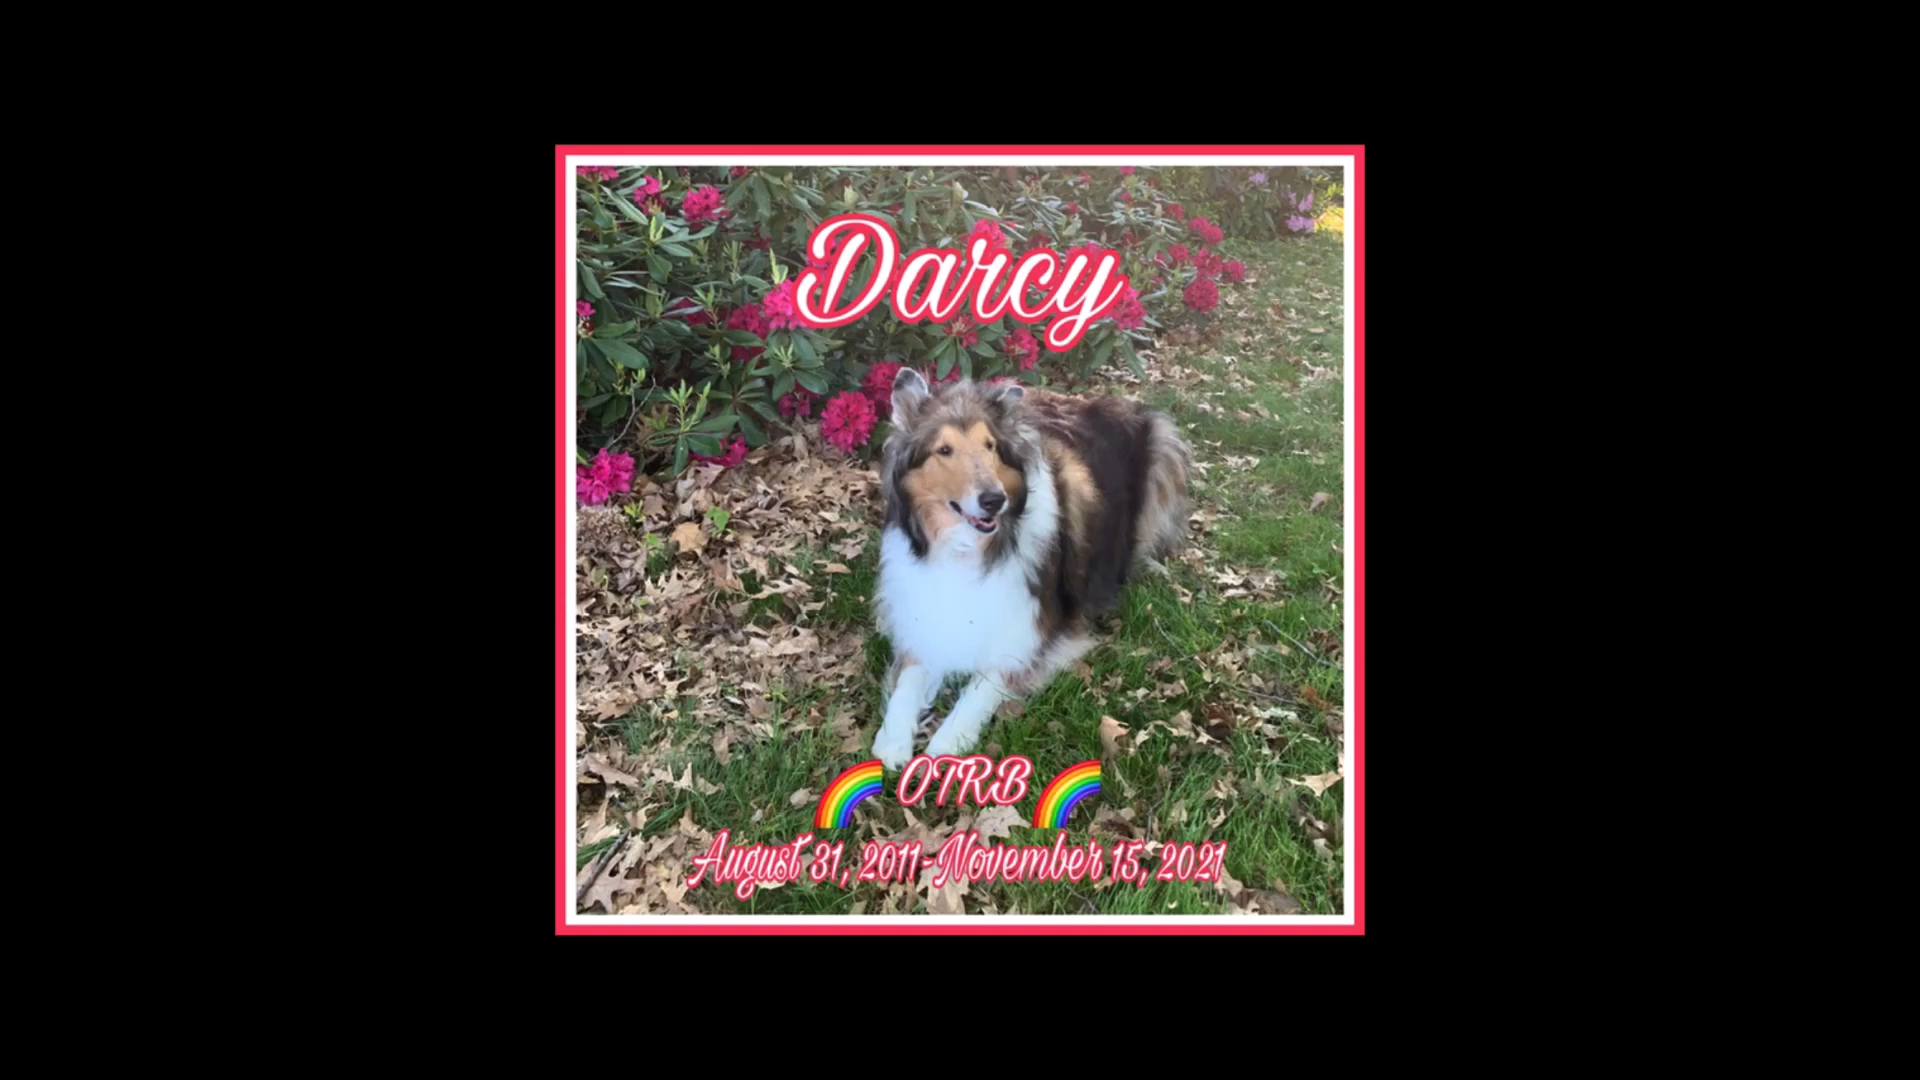 Darcy
🌈 OTRB 🌈
August 31, 2011-November 15, 2021